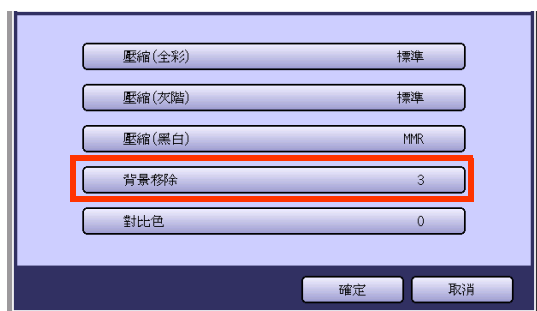 壓縮(全彩) 標準
壓縮(灰階) 標準
壓縮(黑白) MMR
背景移除 3
對比色 0
確定 取消